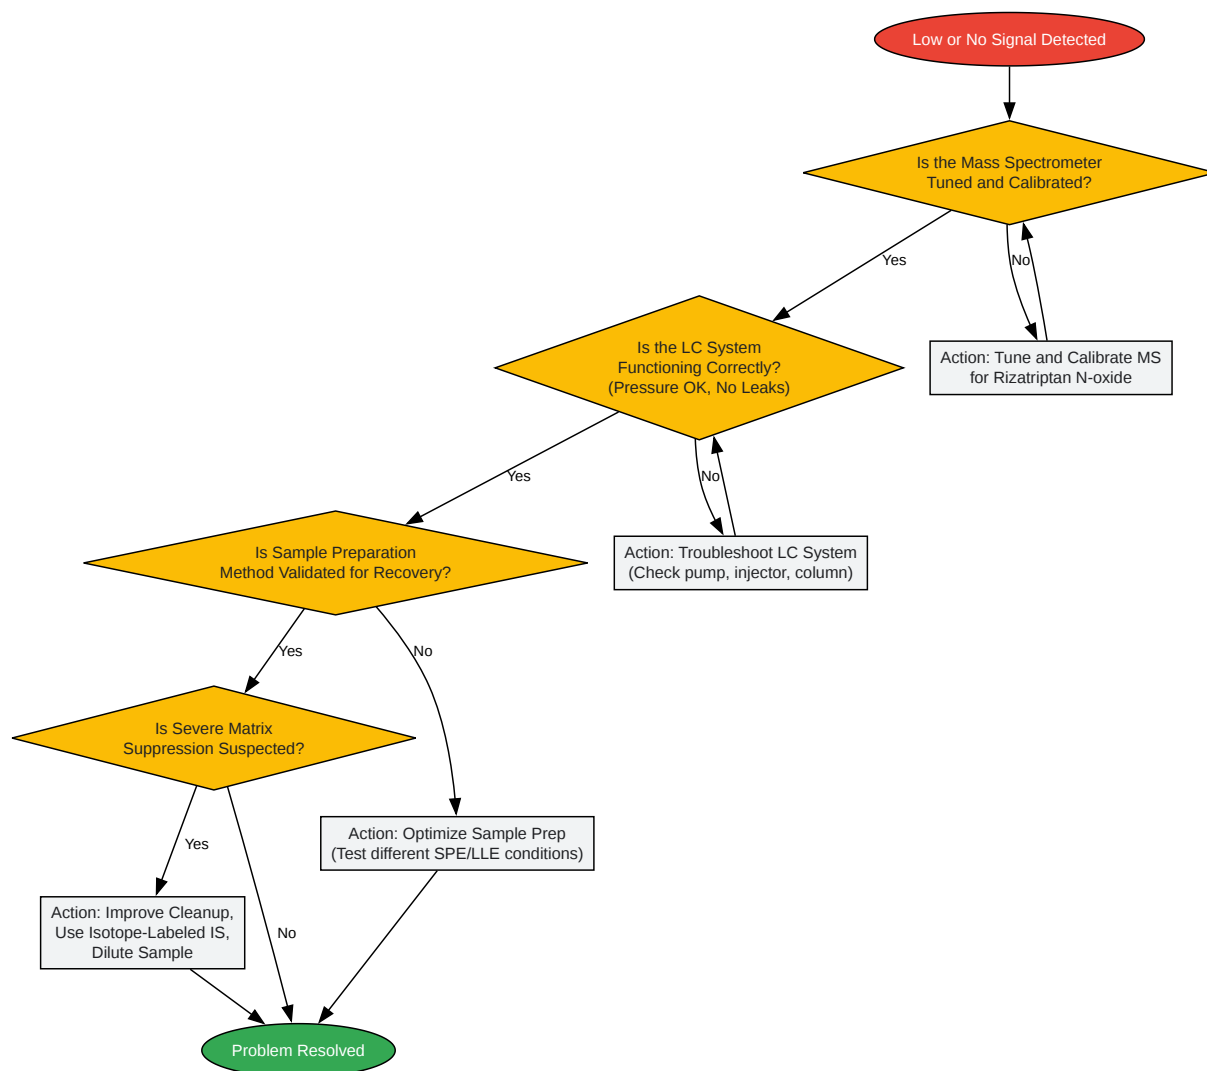 Low or No Signal Detected
Is the Mass Spectrometer
Tuned and Calibrated?
Yes
No
Action: Tune and Calibrate MS
for Rizatriptan N-oxide
Is the LC System
Functioning Correctly?
(Pressure OK, No Leaks)
Yes
No
Action: Troubleshoot LC System
(Check pump, injector, column)
Is Sample Preparation
Method Validated for Recovery?
Yes
No
Is Severe Matrix
Suppression Suspected?
Action: Optimize Sample Prep
(Test different SPE/LLE conditions)
Yes
Action: Improve Cleanup,
Use Isotope-Labeled IS,
Dilute Sample
No
Problem Resolved